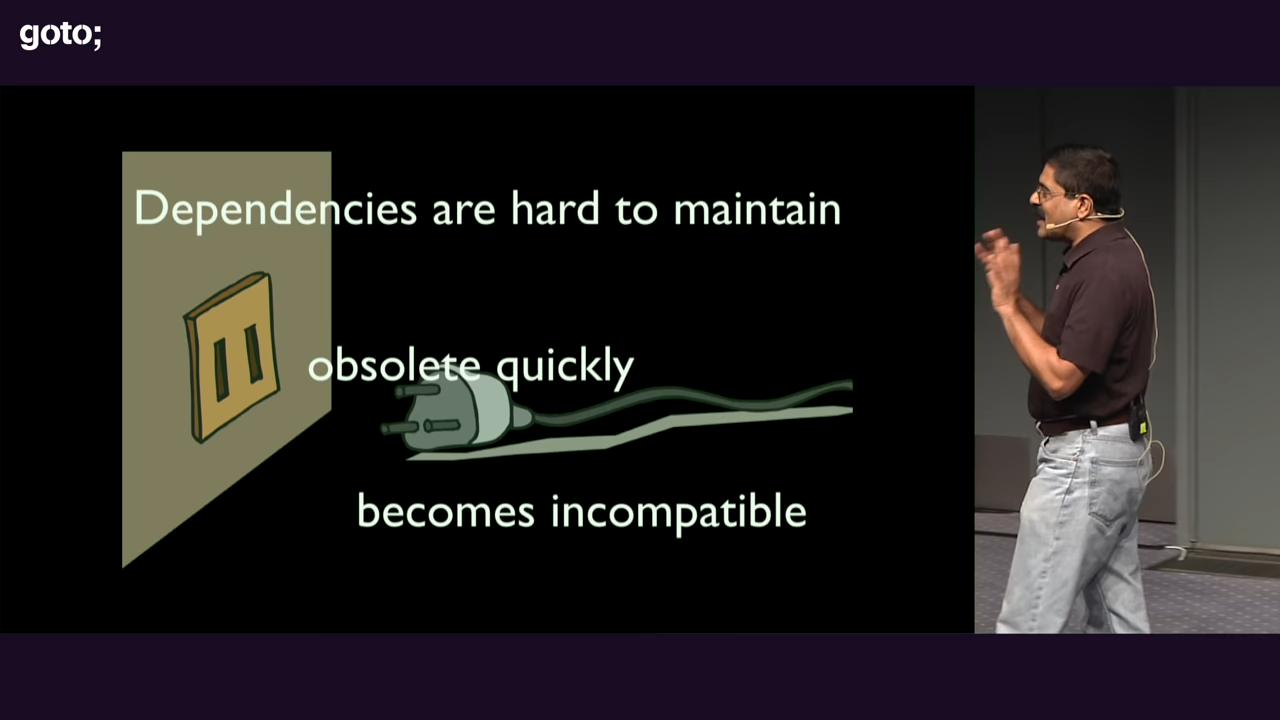 goto;
Dependencies are hard to maintain
obsolete quickly
becomes incompatible